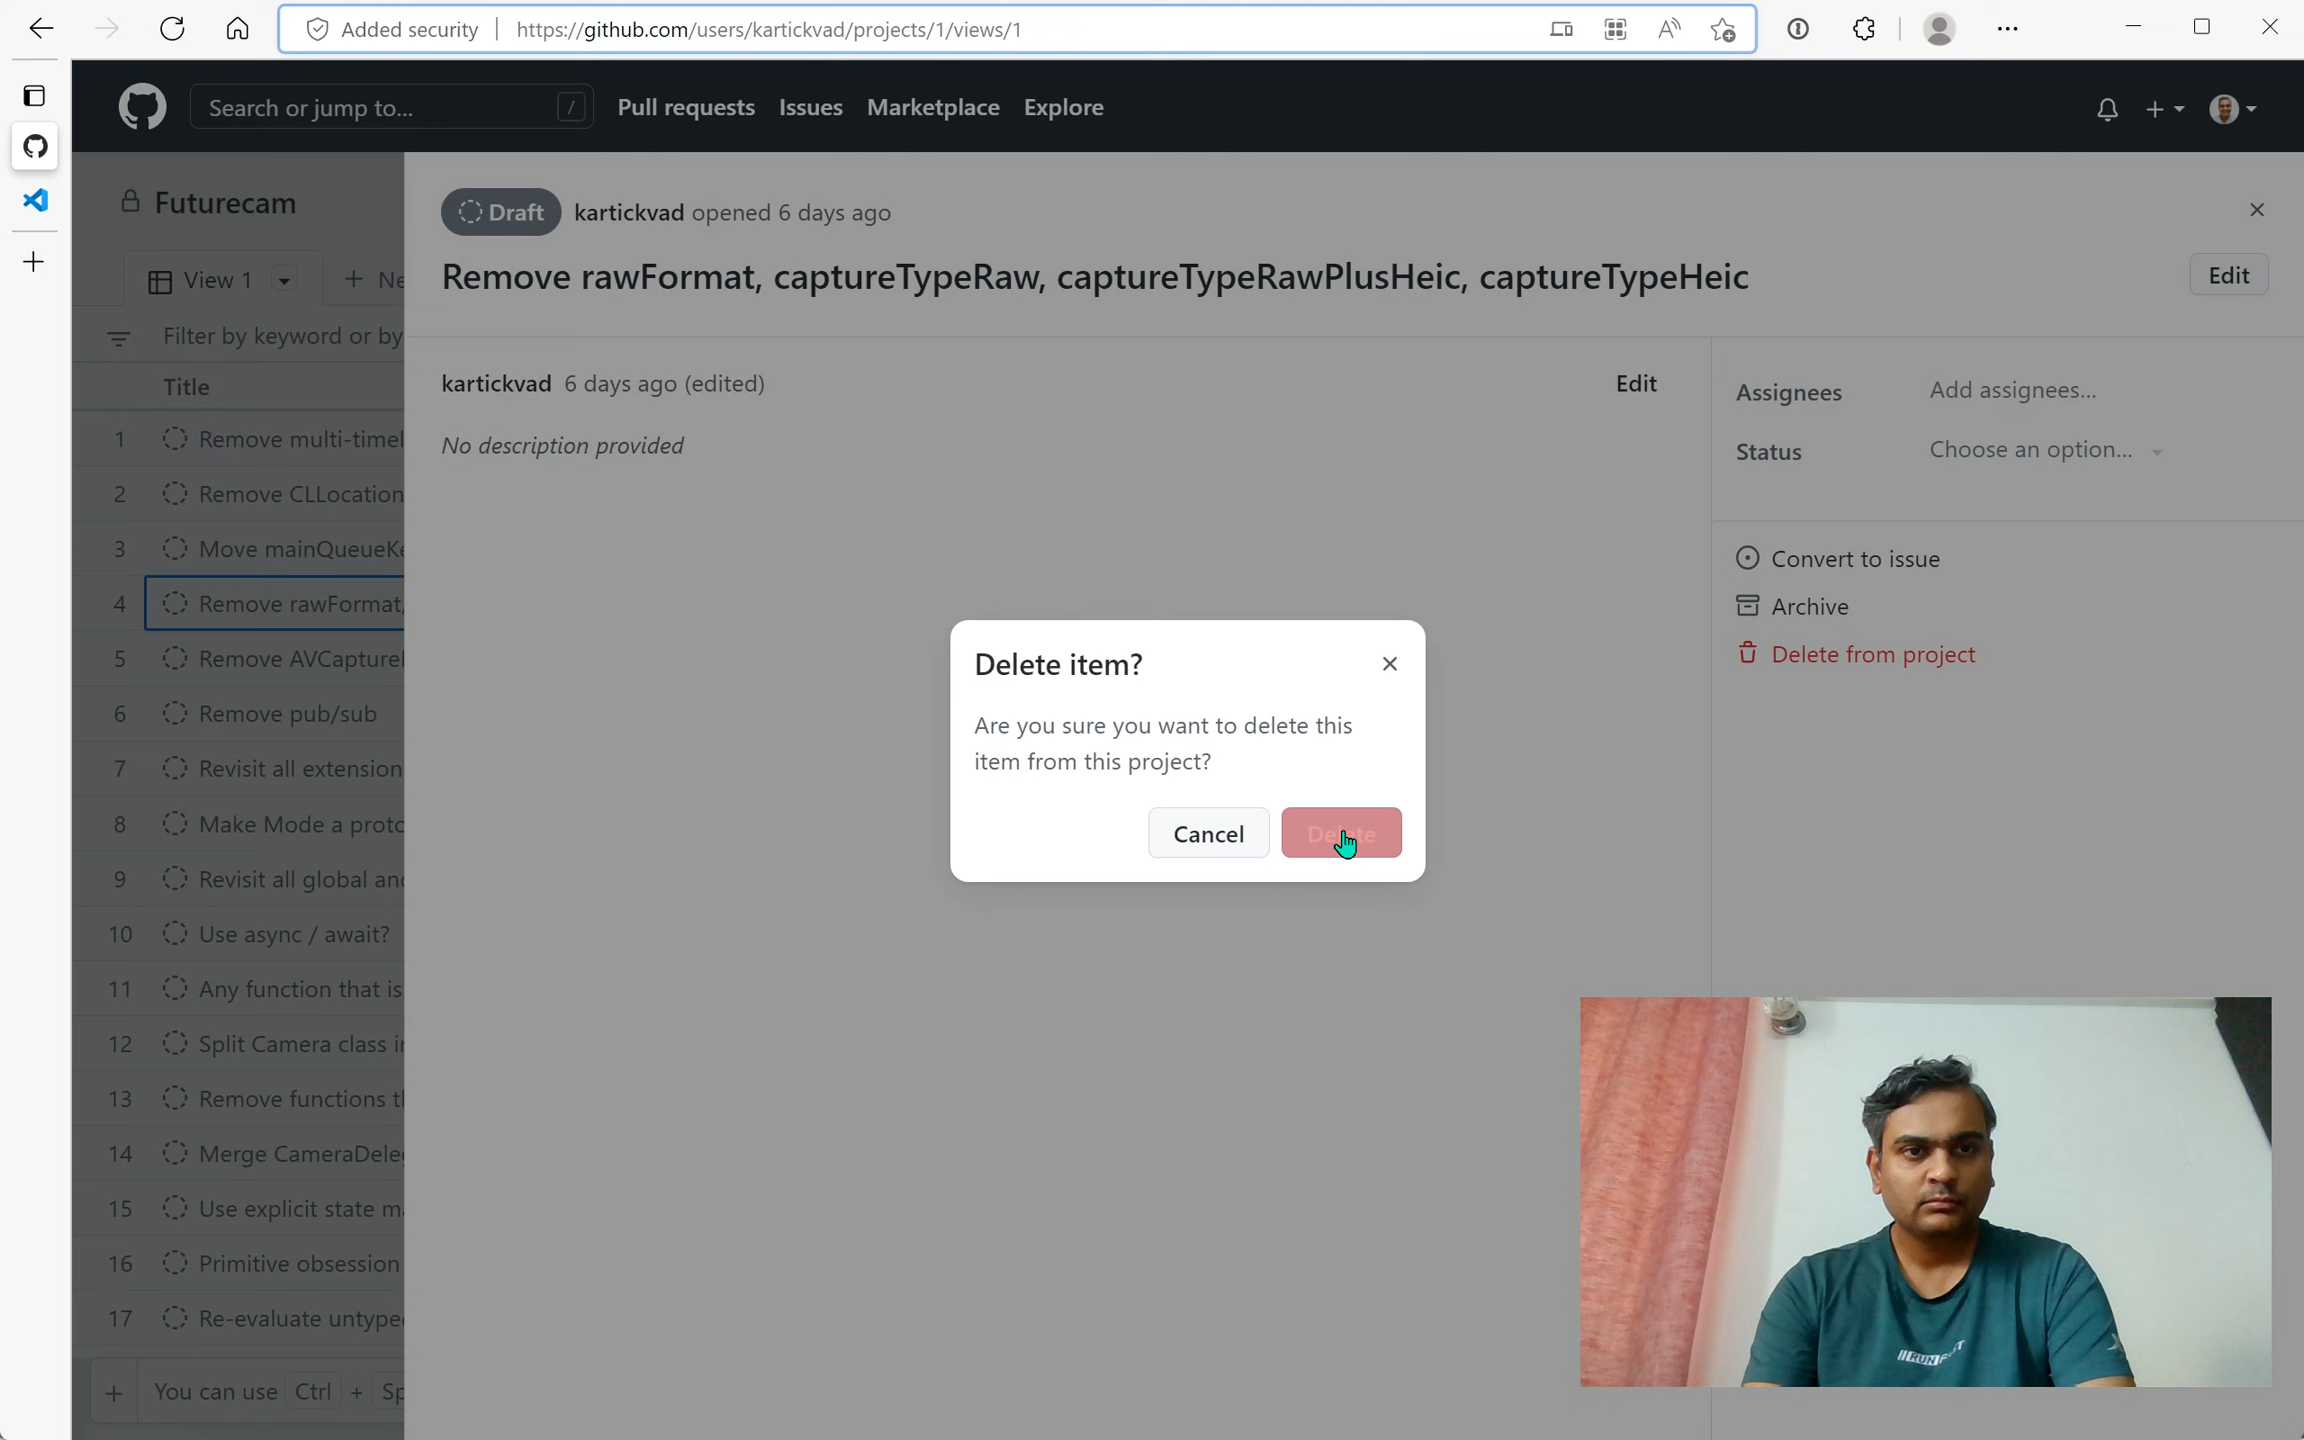 Added security | https://github.com/users/kartickvad/projects/1/views/1
Search or jump to... /
Pull requests Issues Marketplace Explore
Futurecam
View 1
Filter by keyword or by
Title
1 Remove multi-timel
2 Remove CLLocation
3 Move mainQueueKe
4 Remove rawFormat,
5 Remove AVCapture
6 Remove pub/sub
7 Revisit all extension
8 Make Mode a proto
9 Revisit all global an
10 Use async / await?
11 Any function that is
12 Split Camera class i
13 Remove functions t
14 Merge CameraDele
15 Use explicit state m
16 Primitive obsession
17 Re-evaluate untype
+ You can use Ctrl + Sp
Draft kartickvad opened 6 days ago
Remove rawFormat, captureTypeRaw, captureTypeRawPlusHeic, captureTypeHeic
Edit
kartickvad 6 days ago (edited)
Edit
No description provided
Assignees Add assignees...
Status Choose an option...
Convert to issue
Archive
Delete from project
Delete item?
Are you sure you want to delete this
item from this project?
Cancel Delete